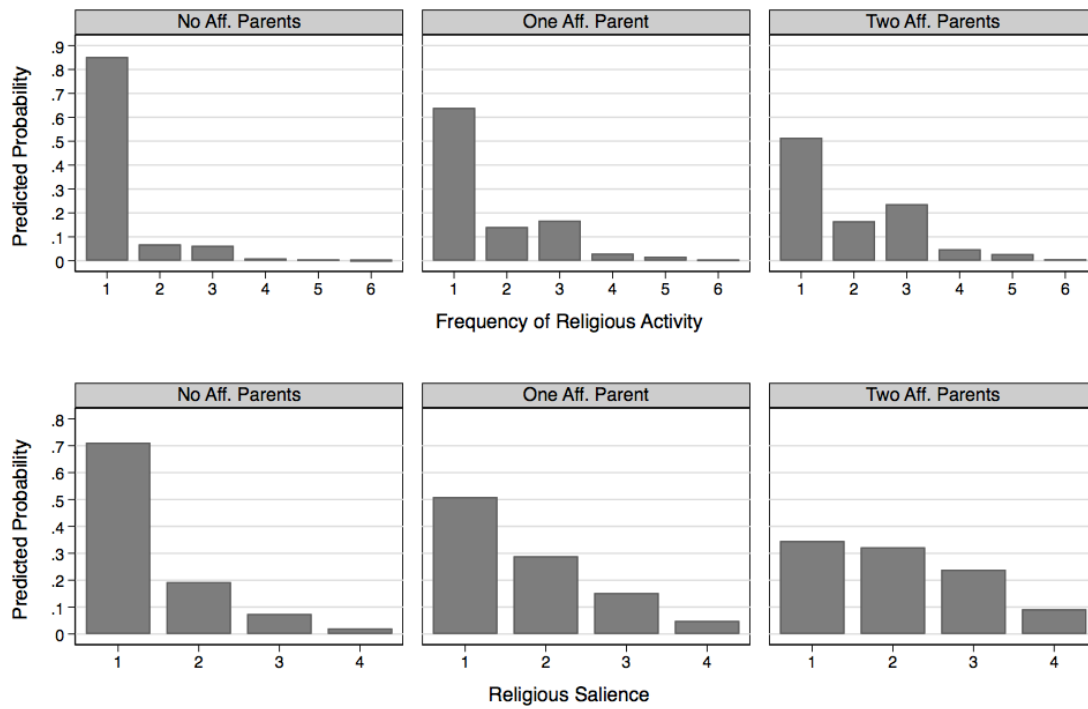 No Aff. Parents One Aff. Parent Two Aff. Parents
Predicted Probability
.9
.8
.7
.6
.5
.4
.3
.2
.1
0
1 2 3 4 5 6 1 2 3 4 5 6 1 2 3 4 5 6
Frequency of Religious Activity
No Aff. Parents One Aff. Parent Two Aff. Parents
Predicted Probability
.8
.7
.6
.5
.4
.3
.2
.1
0
1 2 3 4 1 2 3 4 1 2 3 4
Religious Salience